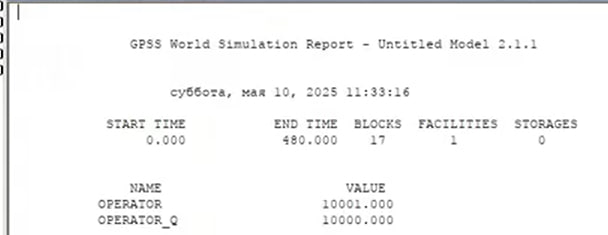 GPSS World Simulation Report - Untitled Model 2.1.1
суббота, мая 10, 2025 11:33:16
START TIME END TIME BLOCKS FACILITIES STORAGES
0.000 480.000 17 1 0
NAME VALUE
OPERATOR 10001.000
OPERATOR_Q 10000.000